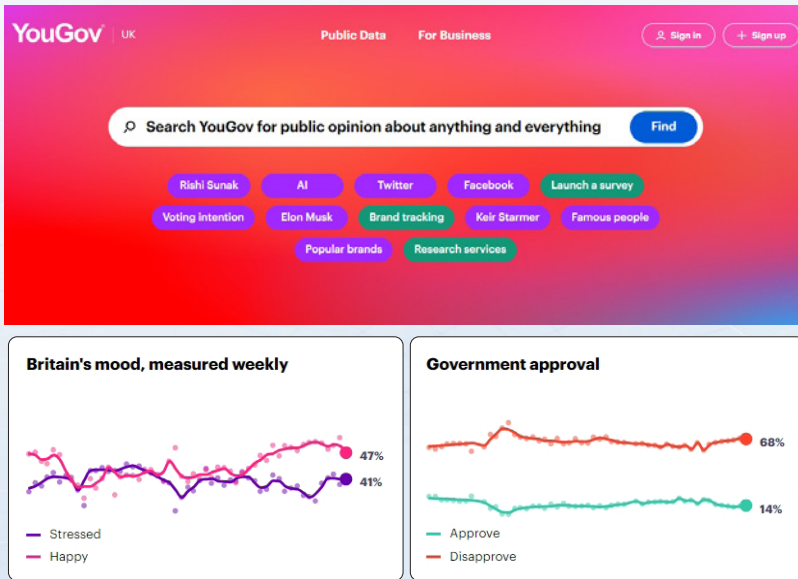 YouGov UK Public Data For Business Sign in Sign up
Search YouGov for public opinion about anything and everything Find
Rishi Sunak AI Twitter Facebook Launch a survey
Voting intention Elon Musk Brand tracking Keir Starmer Famous people
Popular brands Research services
Britain's mood, measured weekly
47%
41%
Stressed
Happy
Government approval
68%
14%
Approve
Disapprove